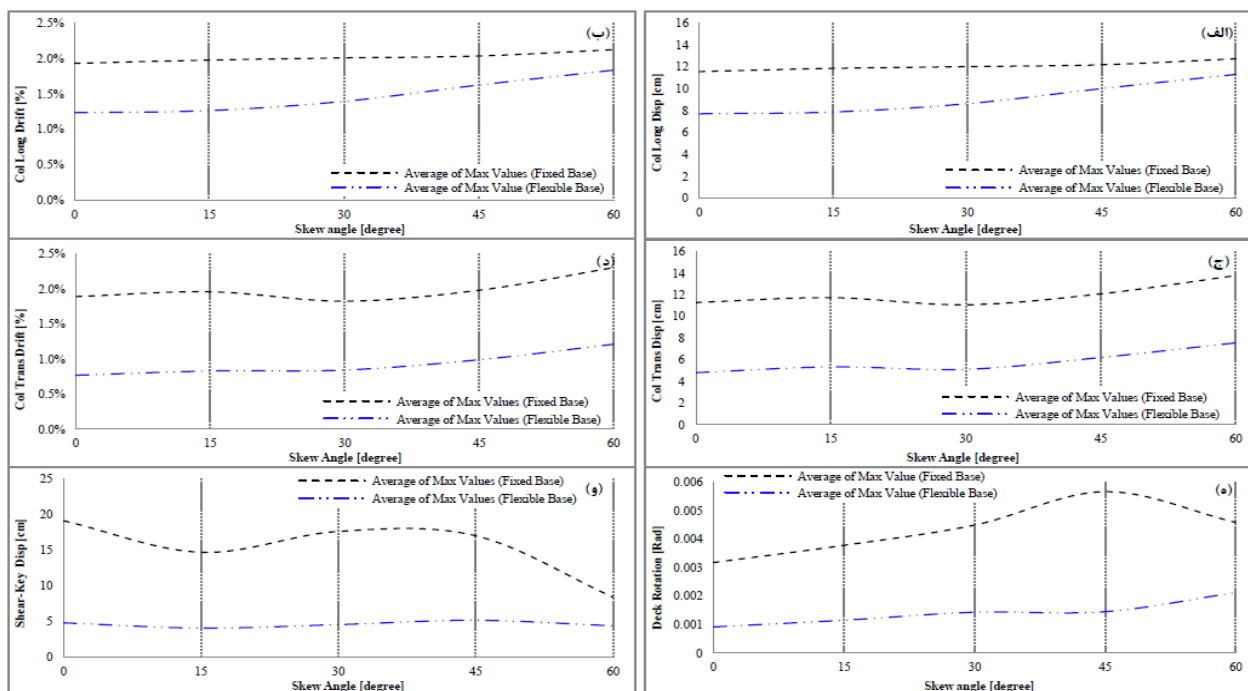 (ب)
Col Long Drift [%]
2.5%
2.0%
1.5%
1.0%
0.5%
0.0%
Average of Max Values (Fixed Base)
Average of Max Value (Flexible Base)
0 15 30 45 60
Skew angle [degree]
(الف)
Col Long Disp [cm]
16
14
12
10
8
6
4
2
0
Average of Max Values (Fixed Base)
Average of Max Value (Flexible Base)
0 15 30 45 60
Skew Angle [degree]
(د)
Col Trans Drift [%]
2.5%
2.0%
1.5%
1.0%
0.5%
0.0%
Average of Max Values (Fixed Base)
Average of Max Values (Flexible Base)
0 15 30 45 60
Skew Angle [degree]
(ج)
Col Trans Disp [cm]
16
14
12
10
8
6
4
2
0
Average of Max Values (Fixed Base)
Average of Max Values (Flexible Base)
0 15 30 45 60
Skew Angle [degree]
(و)
Shear-Key Disp [cm]
25
20
15
10
5
0
Average of Max Value (Fixed Base)
Average of Max Values (Flexible Base)
0 15 30 45 60
Skew Angle [degree]
(ه)
Deck Rotation [Rad]
0.006
0.005
0.004
0.003
0.002
0.001
0
Average of Max Value (Fixed Base)
Average of Max Value (Flexible Base)
0 15 30 45 60
Skew Angle [degree]